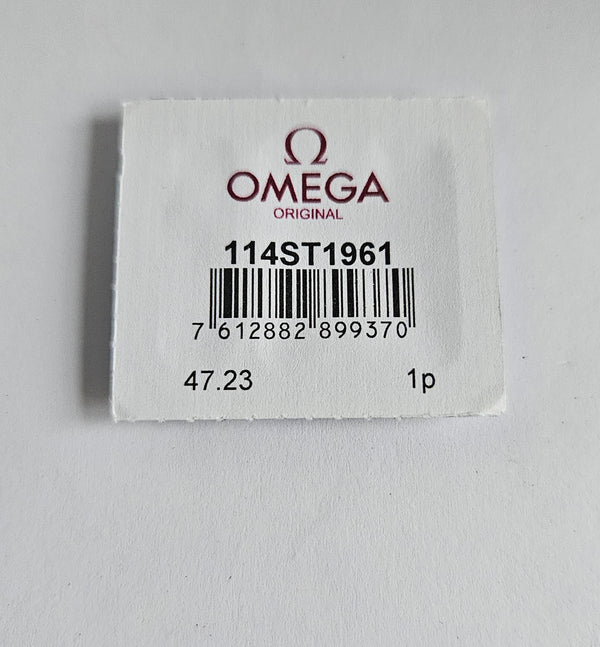 Ω
OMEGA
ORIGINAL
114ST1961
7 612882 899370
47.23 1p